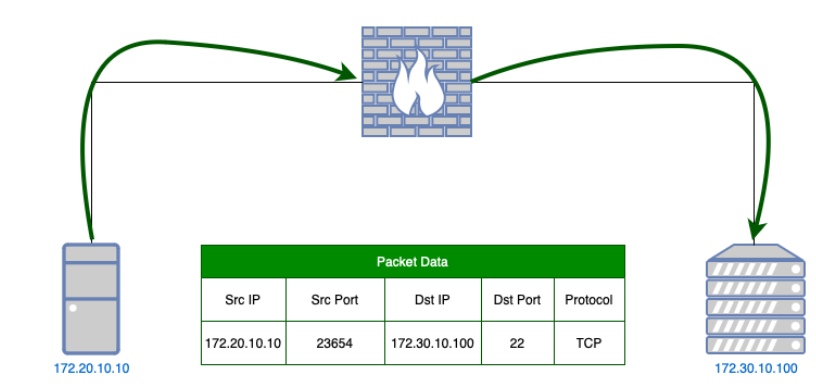 Packet Data
Src IP Src Port Dst IP Dst Port Protocol
172.20.10.10 23654 172.30.10.100 22 TCP
172.20.10.10 172.30.10.100